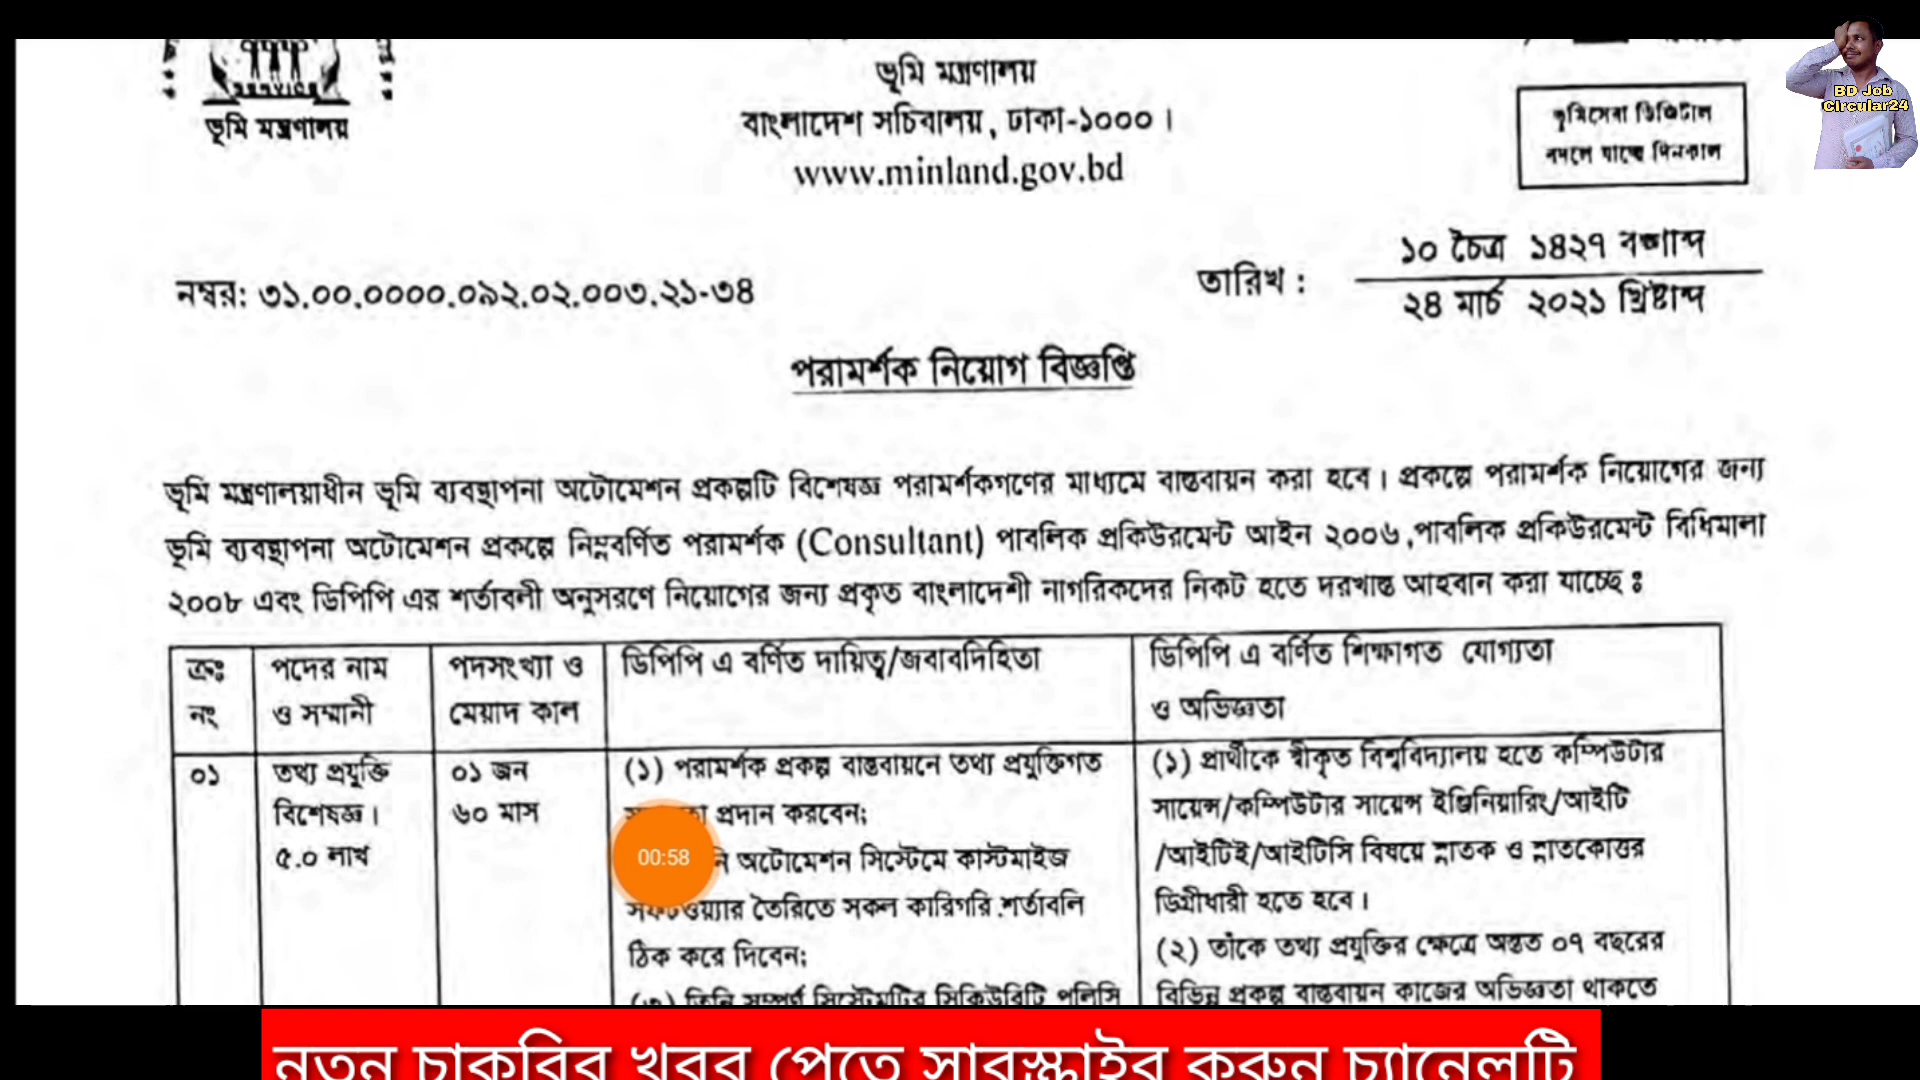 SERVICE
ভূমি মন্ত্রণালয়
ভূমি মন্ত্রণালয়
বাংলাদেশ সচিবালয়, ঢাকা-১০০০।
www.minland.gov.bd
ভূমিসেবা ডিজিটাল
বদলে যাচ্ছে দিনকাল
BD Job
Circular24
নম্বর: ৩১.০০.০০০০.০৯২.০২.০০৩.২১-৩৪
তারিখ :
১০ চৈত্র ১৪২৭ বঙ্গাব্দ
২৪ মার্চ ২০২১ খ্রিষ্টাব্দ
পরামর্শক নিয়োগ বিজ্ঞপ্তি
ভূমি মন্ত্রণালয়াধীন ভূমি ব্যবস্থাপনা অটোমেশন প্রকল্পটি বিশেষজ্ঞ পরামর্শকগণের মাধ্যমে বাস্তবায়ন করা হবে। প্রকল্পে পরামর্শক নিয়োগের জন্য
ভূমি ব্যবস্থাপনা অটোমেশন প্রকল্পে নিম্নবর্ণিত পরামর্শক (Consultant) পাবলিক প্রকিউরমেন্ট আইন ২০০৬,পাবলিক প্রকিউরমেন্ট বিধিমালা
২০০৮ এবং ডিপিপি এর শর্তাবলী অনুসরণে নিয়োগের জন্য প্রকৃত বাংলাদেশী নাগরিকদের নিকট হতে দরখাস্ত আহবান করা যাচ্ছে ঃ
ক্রঃ
নং
পদের নাম
ও সম্মানী
পদসংখ্যা ও
মেয়াদ কাল
ডিপিপি এ বর্ণিত দায়িত্ব/জবাবদিহিতা
ডিপিপি এ বর্ণিত শিক্ষাগত যোগ্যতা
ও অভিজ্ঞতা
০১
তথ্য প্রযুক্তি
বিশেষজ্ঞ।
৫.০ লাখ
০১ জন
৬০ মাস
(১) পরামর্শক প্রকল্প বাস্তবায়নে তথ্য প্রযুক্তিগত
প্রদান করবেন;
অটোমেশন সিস্টেমে কাস্টমাইজ
সফটওয়্যার তৈরিতে সকল কারিগরি শর্তাবলি
ঠিক করে দিবেন;
(৩) তিনি সম্পূর্ণ সিস্টেমটির সিকিউরিটি পলিসি
(১) প্রার্থীকে স্বীকৃত বিশ্ববিদ্যালয় হতে কম্পিউটার
সায়েন্স/কম্পিউটার সায়েন্স ইঞ্জিনিয়ারিং/আইটি
/আইটিই/আইটিসি বিষয়ে স্নাতক ও স্নাতকোত্তর
ডিগ্রীধারী হতে হবে।
(২) তাঁকে তথ্য প্রযুক্তির ক্ষেত্রে অন্তত ০৭ বছরের
বিভিন্ন প্রকল্প বাস্তবায়ন কাজের অভিজ্ঞতা থাকতে
00:58
নতুন চাকরির খবর পেতে সাবস্ক্রাইব করুন চ্যানেলটি